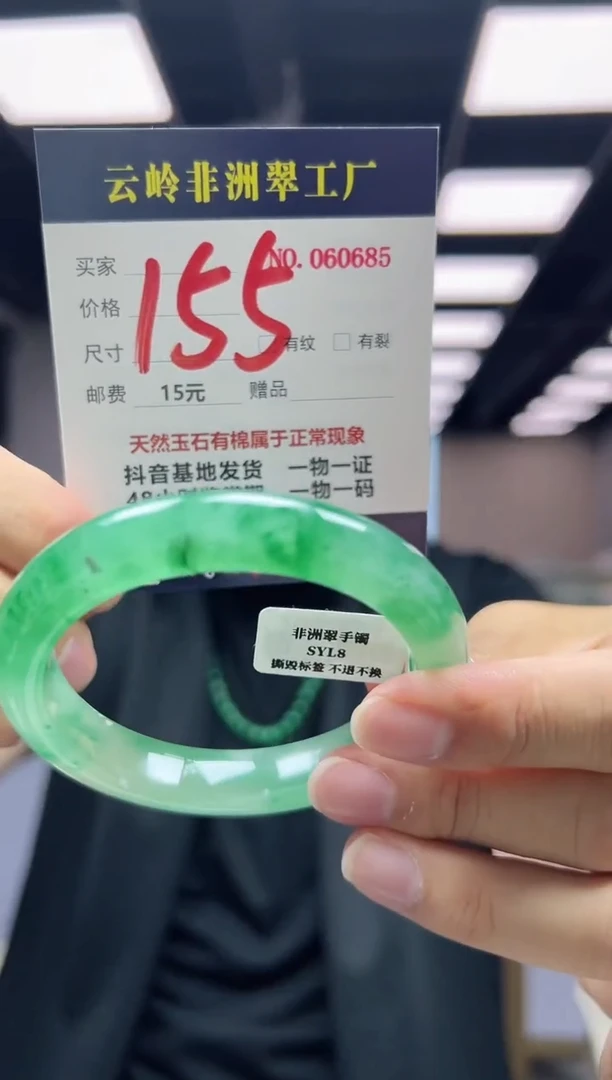 云岭非洲翠工厂
买家
NO. 060685
价格
155
尺寸
有纹
有裂
邮费 15元 赠品
天然玉石有棉属于正常现象
抖音基地发货 一物一证
一物一码
非洲翠手镯
SYL8
撕毁标签 不退不换